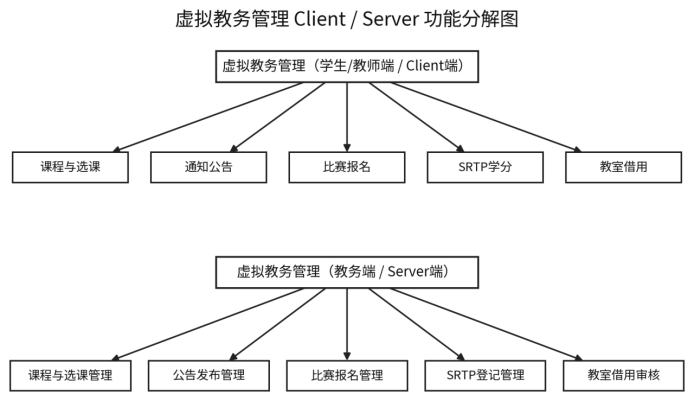 虚拟教务管理 Client / Server 功能分解图
虚拟教务管理（学生/教师端 / Client端）
课程与选课
通知公告
比赛报名
SRTP学分
教室借用
虚拟教务管理（教务端 / Server端）
课程与选课管理
公告发布管理
比赛报名管理
SRTP登记管理
教室借用审核